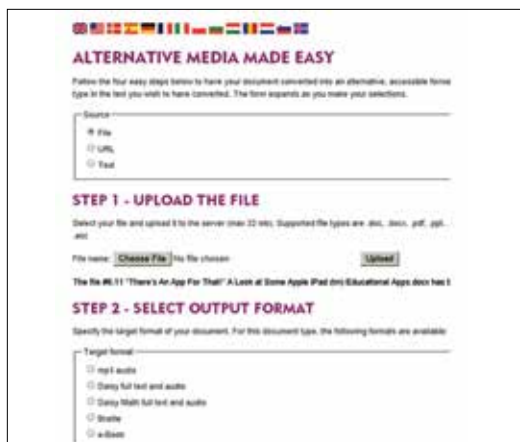 ALTERNATIVE MEDIA MADE EASY
Follow the four easy steps below to have your document converted into an alternative, accessible
type in the text you wish to have converted. The form expands as you make your selections.
Source
File
URL
Text
STEP 1 - UPLOAD THE FILE
Select your file and upload it to the server (max 32 mb). Supported file types are .doc, .docx, .pdf, .ppt,
File name: Choose File No file chosen Upload
The file #6.11 "There's An App For That!" A Look at Some Apple iPad (tm) Educational Apps.docx has
STEP 2 - SELECT OUTPUT FORMAT
Specify the target format of your document. For this document type, the following formats are available:
Target format
mp3 audio
Daisy full text and audio
Daisy Math full text and audio
Braille
e-Book